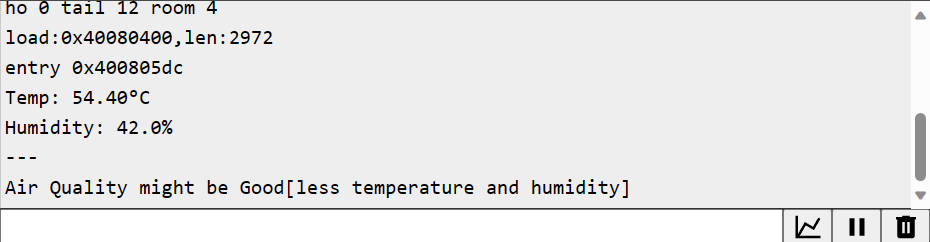 ho 0 tail 12 room 4
load:0x40080400,len:2972
entry 0x400805dc
Temp: 54.40°C
Humidity: 42.0%
---
Air Quality might be Good[less temperature and humidity]